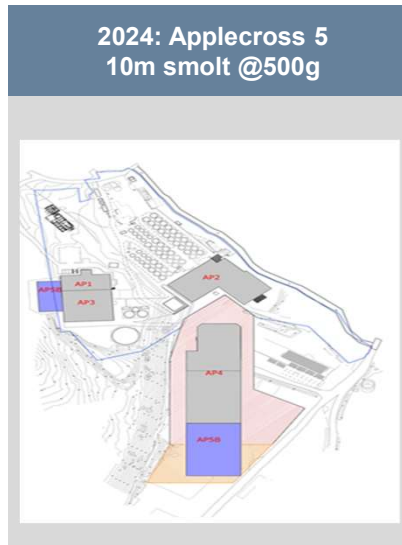 2024: Applecross 5
10m smolt @500g
AP2
AP5B
AP1
AP3
AP4
AP5B